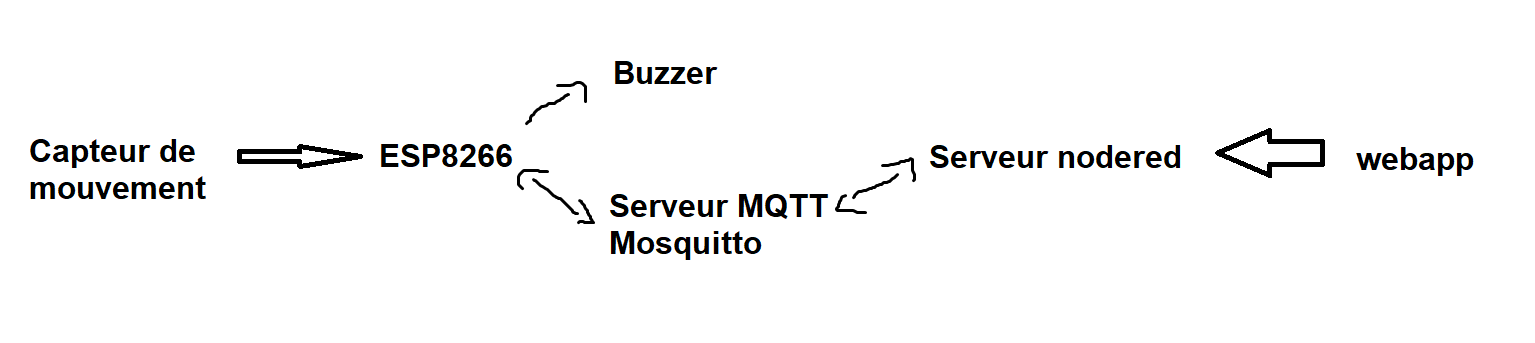 Buzzer
Capteur de
mouvement
ESP8266
Serveur MQTT
Mosquitto
Serveur nodered
webapp